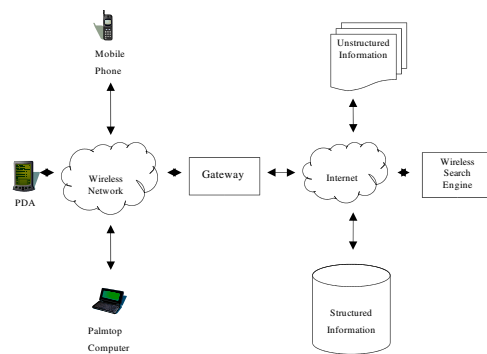 Mobile
Phone
Unstructured
Information
PDA
Wireless
Network
Gateway
Internet
Wireless
Search
Engine
Palmtop
Computer
Structured
Information